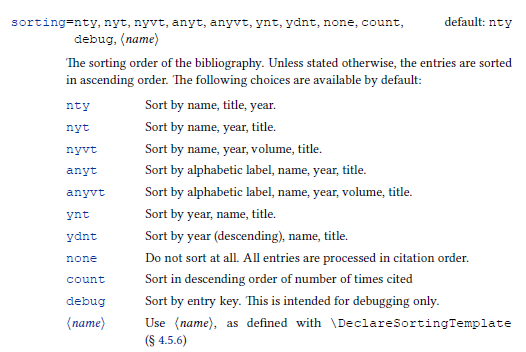 sorting=nty, nyt, nyvt, anyt, anyvt, ynt, ydnt, none, count, default: nty
debug, ⟨name⟩
The sorting order of the bibliography. Unless stated otherwise, the entries are sorted
in ascending order. The following choices are available by default:
nty Sort by name, title, year.
nyt Sort by name, year, title.
nyvt Sort by name, year, volume, title.
anyt Sort by alphabetic label, name, year, title.
anyvt Sort by alphabetic label, name, year, volume, title.
ynt Sort by year, name, title.
ydnt Sort by year (descending), name, title.
none Do not sort at all. All entries are processed in citation order.
count Sort in descending order of number of times cited
debug Sort by entry key. This is intended for debugging only.
⟨name⟩ Use ⟨name⟩, as defined with \DeclareSortingTemplate
(§ 4.5.6)